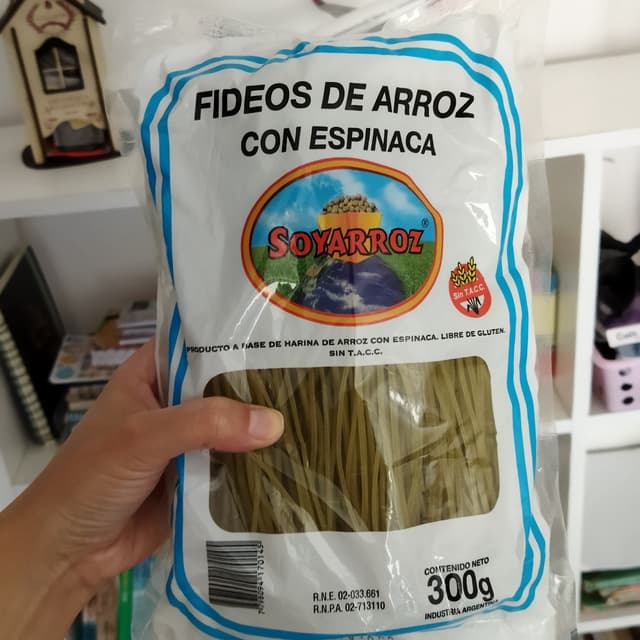 FIDEOS DE ARROZ
CON ESPINACA
SOYARROZ®
Sin T.A.C.C.
PRODUCTO A BASE DE HARINA DE ARROZ CON ESPINACA. LIBRE DE GLUTEN.
SIN T.A.C.C.
R.N.E. 02-033.661
R.N.P.A. 02-713110
CONTENIDO NETO
300g
INDUSTRIA ARGENTINA